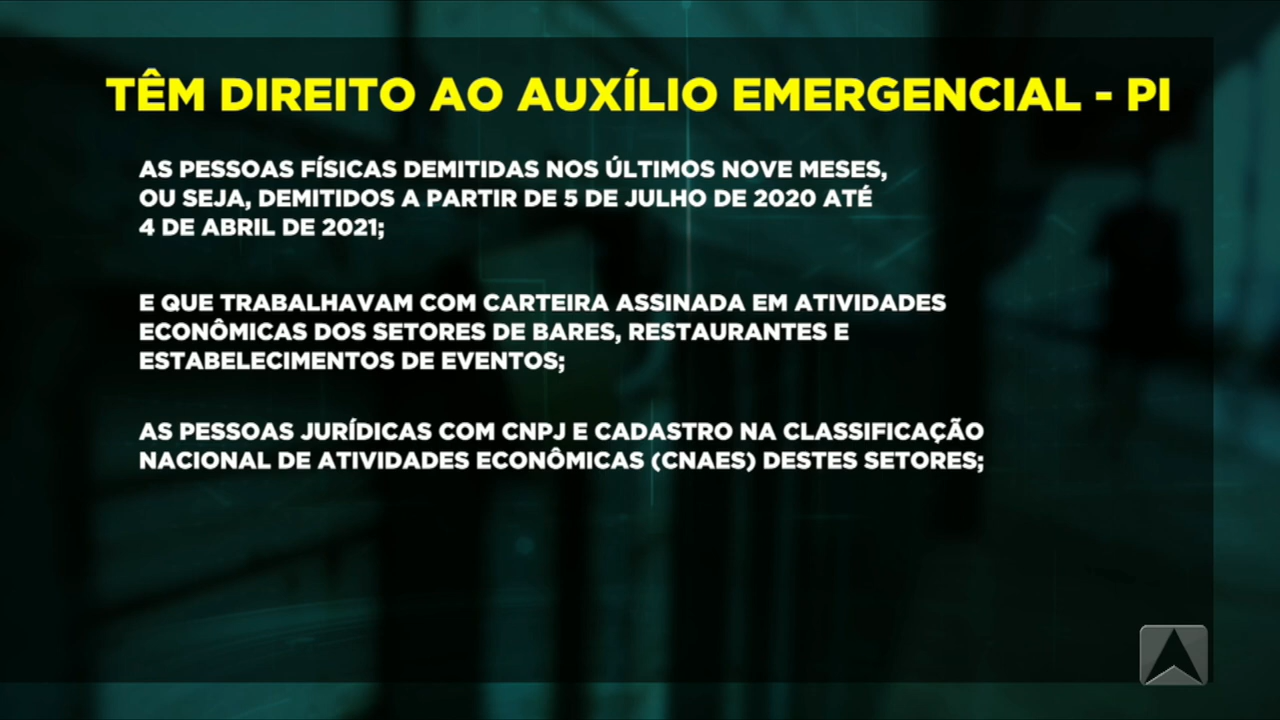 TÊM DIREITO AO AUXÍLIO EMERGENCIAL - PI
AS PESSOAS FÍSICAS DEMITIDAS NOS ÚLTIMOS NOVE MESES,
OU SEJA, DEMITIDOS A PARTIR DE 5 DE JULHO DE 2020 ATÉ
4 DE ABRIL DE 2021;
E QUE TRABALHAVAM COM CARTEIRA ASSINADA EM ATIVIDADES
ECONÔMICAS DOS SETORES DE BARES, RESTAURANTES E
ESTABELECIMENTOS DE EVENTOS;
AS PESSOAS JURÍDICAS COM CNPJ E CADASTRO NA CLASSIFICAÇÃO
NACIONAL DE ATIVIDADES ECONÔMICAS (CNAES) DESTES SETORES;